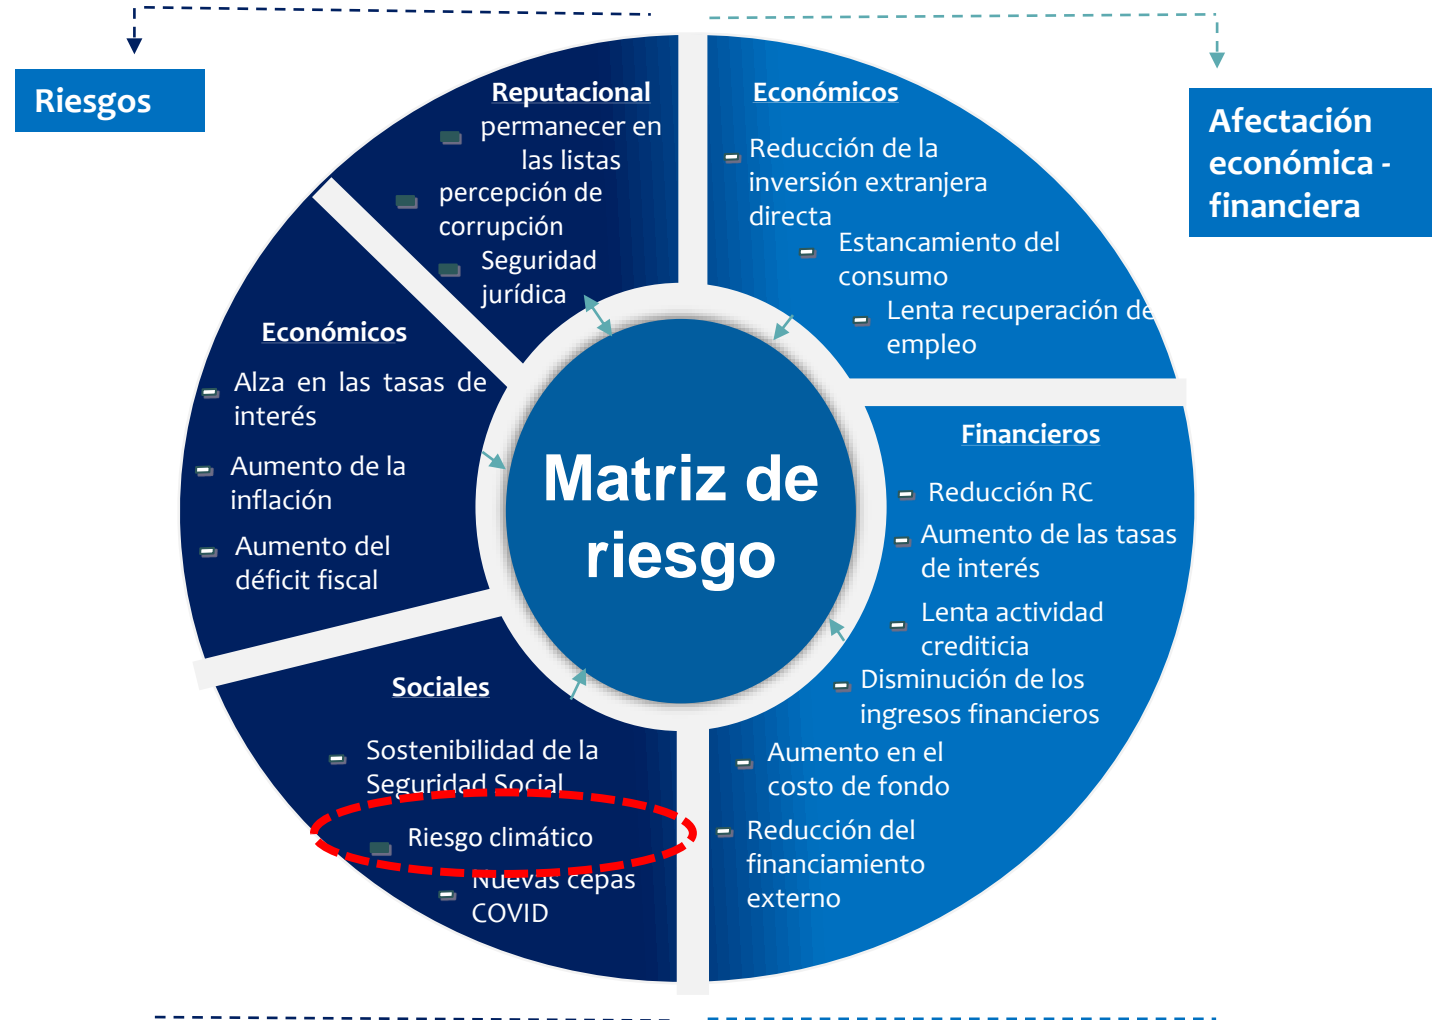 Riesgos
Reputacional
permanecer en
las listas
percepción de
corrupción
Seguridad
jurídica
Económicos
Alza en las tasas de
interés
Aumento de la
inflación
Aumento del
déficit fiscal
Sociales
Sostenibilidad de la
Seguridad Social
Riesgo climático
Nuevas cepas
COVID
Matriz de
riesgo
Afectación
económica -
financiera
Económicos
Reducción de la
inversión extranjera
directa
Estancamiento del
consumo
Lenta recuperación de
empleo
Financieros
Reducción RC
Aumento de las tasas
de interés
Lenta actividad
crediticia
Disminución de los
ingresos financieros
Aumento en el
costo de fondo
Reducción del
financiamiento
externo